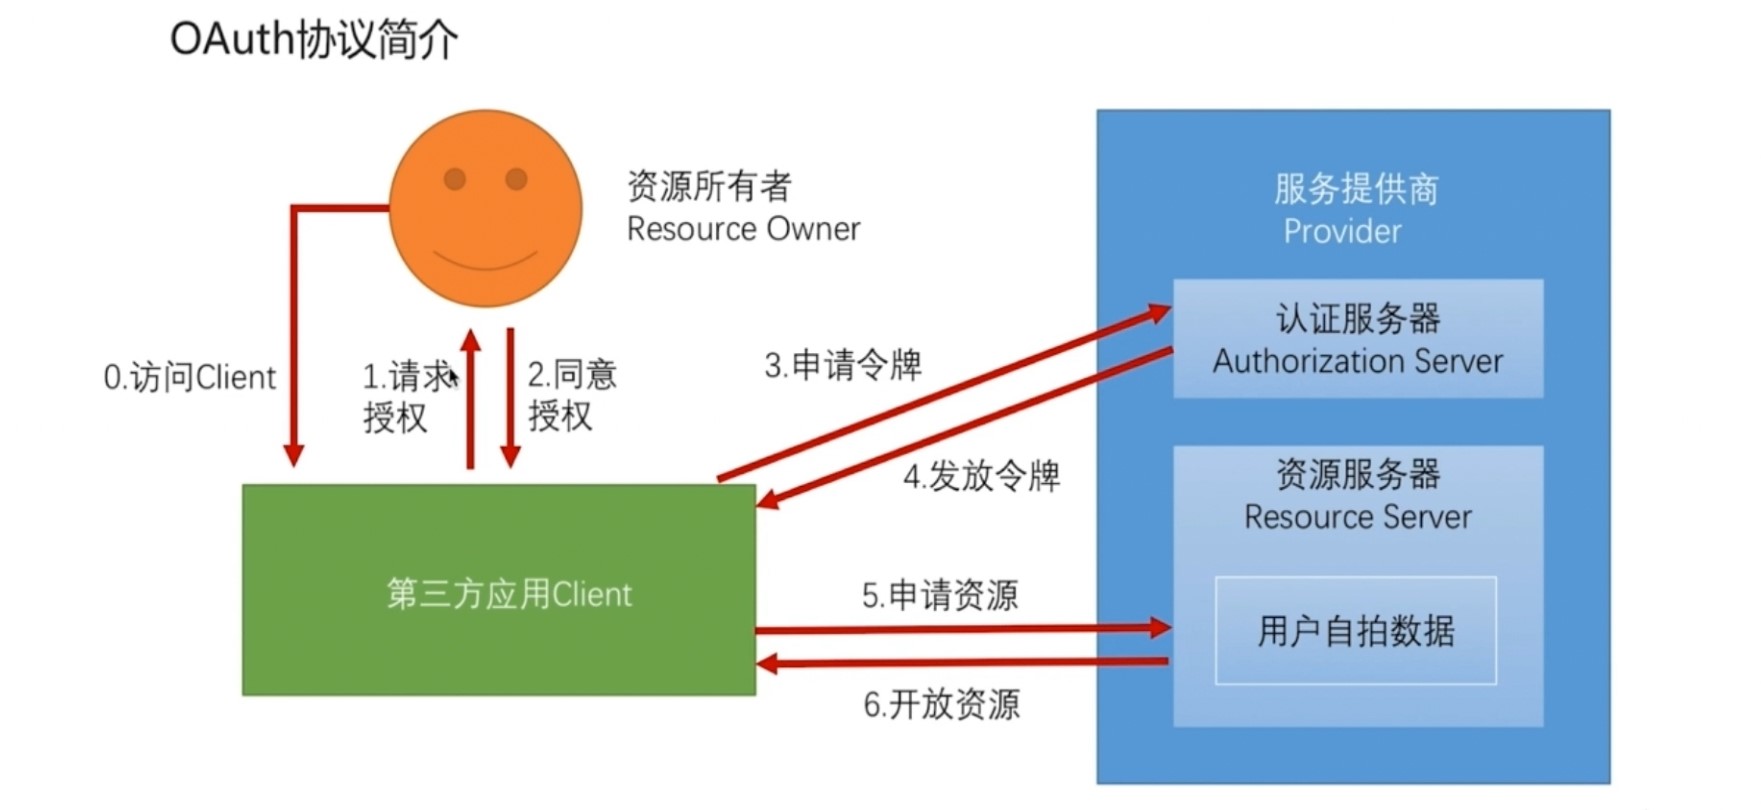 OAuth协议简介
资源所有者
Resource Owner
服务提供商
Provider
认证服务器
Authorization Server
0.访问Client
1.请求
授权
2.同意
授权
3.申请令牌
4.发放令牌
资源服务器
Resource Server
用户自拍数据
第三方应用Client
5.申请资源
6.开放资源